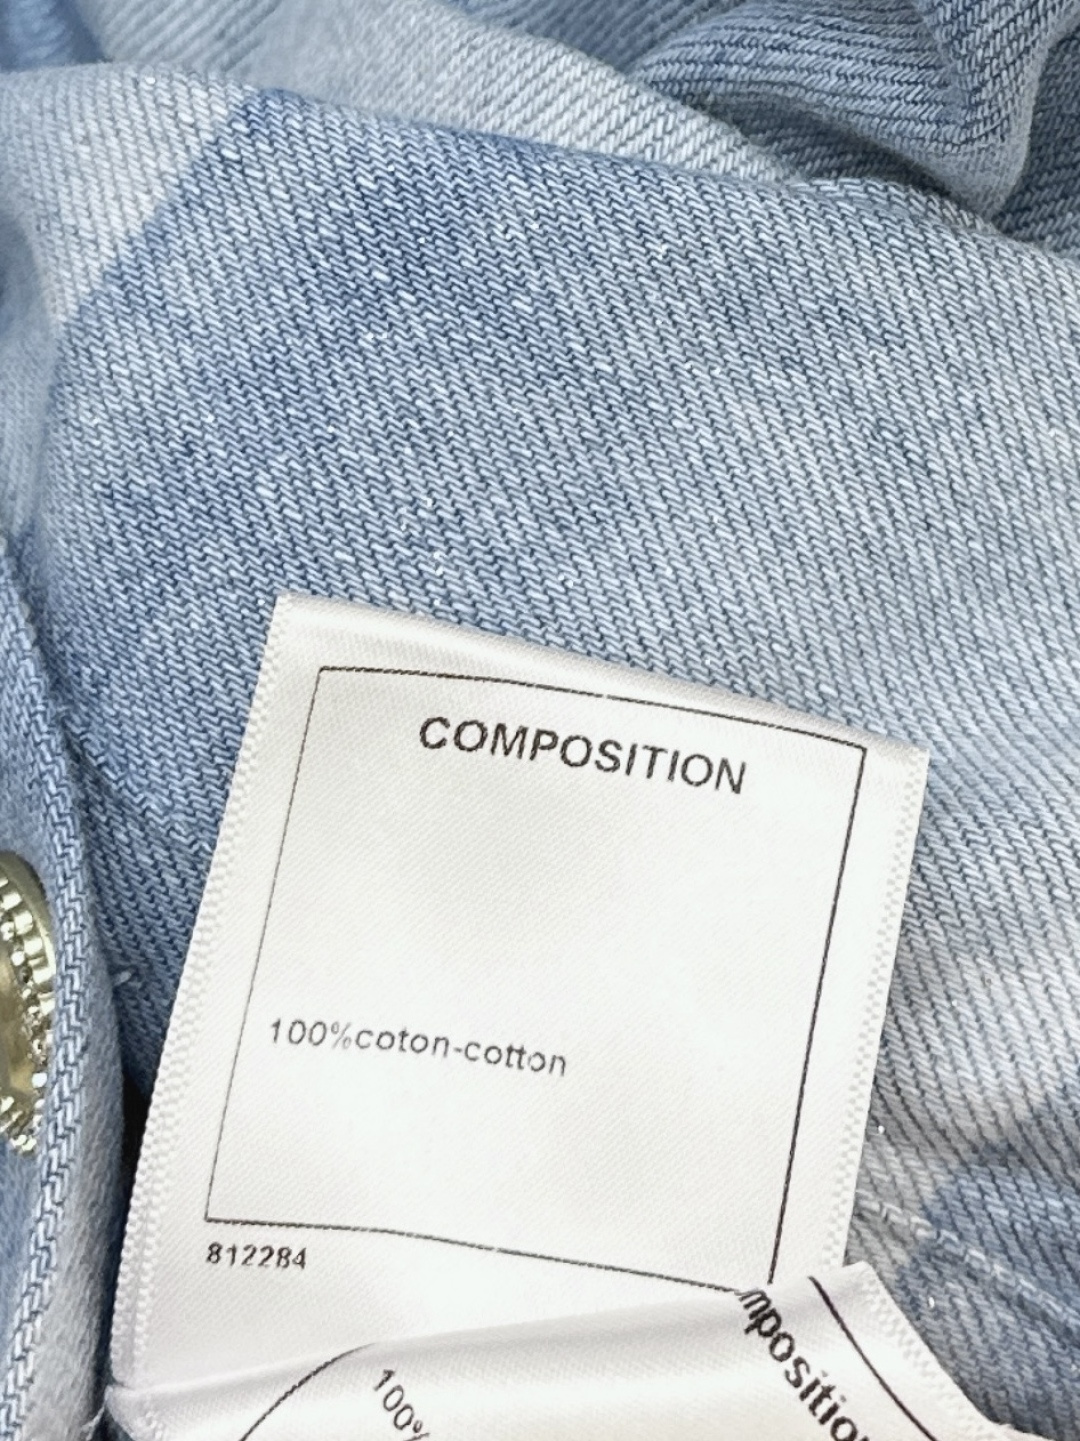 COMPOSITION
100%coton-cotton
812284
mposition
100%